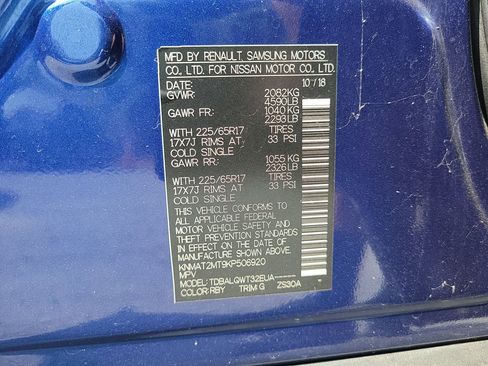 MFD BY RENAULT SAMSUNG MOTORS
CO., LTD. FOR NISSAN MOTOR CO., LTD.
DATE: 10/18
GVWR: 2082KG
4590LB
GAWR FR: 1040 KG
2293LB
WITH 225/65R17 TIRES
17X7J RIMS AT 33 PSI
COLD SINGLE
GAWR RR: 1055 KG
2326LB
WITH 225/65R17 TIRES
17X7J RIMS AT 33 PSI
COLD SINGLE
THIS VEHICLE CONFORMS TO
ALL APPLICABLE FEDERAL
MOTOR VEHICLE SAFETY AND
THEFT PREVENTION STANDARDS
IN EFFECT ON THE DATE OF
MANUFACTURE SHOWN ABOVE.
KNMAT2MT9KP506920
MPV
TYPE: TDBALQWT32EUA-----
COLOR:RBY TRIM:G ZS30A